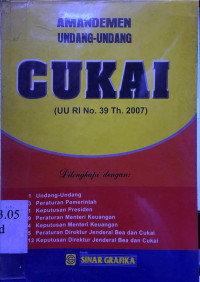 AMANDEMEN
UNDANG-UNDANG
CUKAI
(UU RI No. 39 Th. 2007)
Dilengkapi dengan:
Undang-Undang
Peraturan Pemerintah
Keputusan Presiden
Peraturan Menteri Keuangan
Keputusan Menteri Keuangan
Peraturan Direktur Jenderal Bea dan Cukai
12 Keputusan Direktur Jenderal Bea dan Cukai
3.05
d
SINAR GRAFIKA